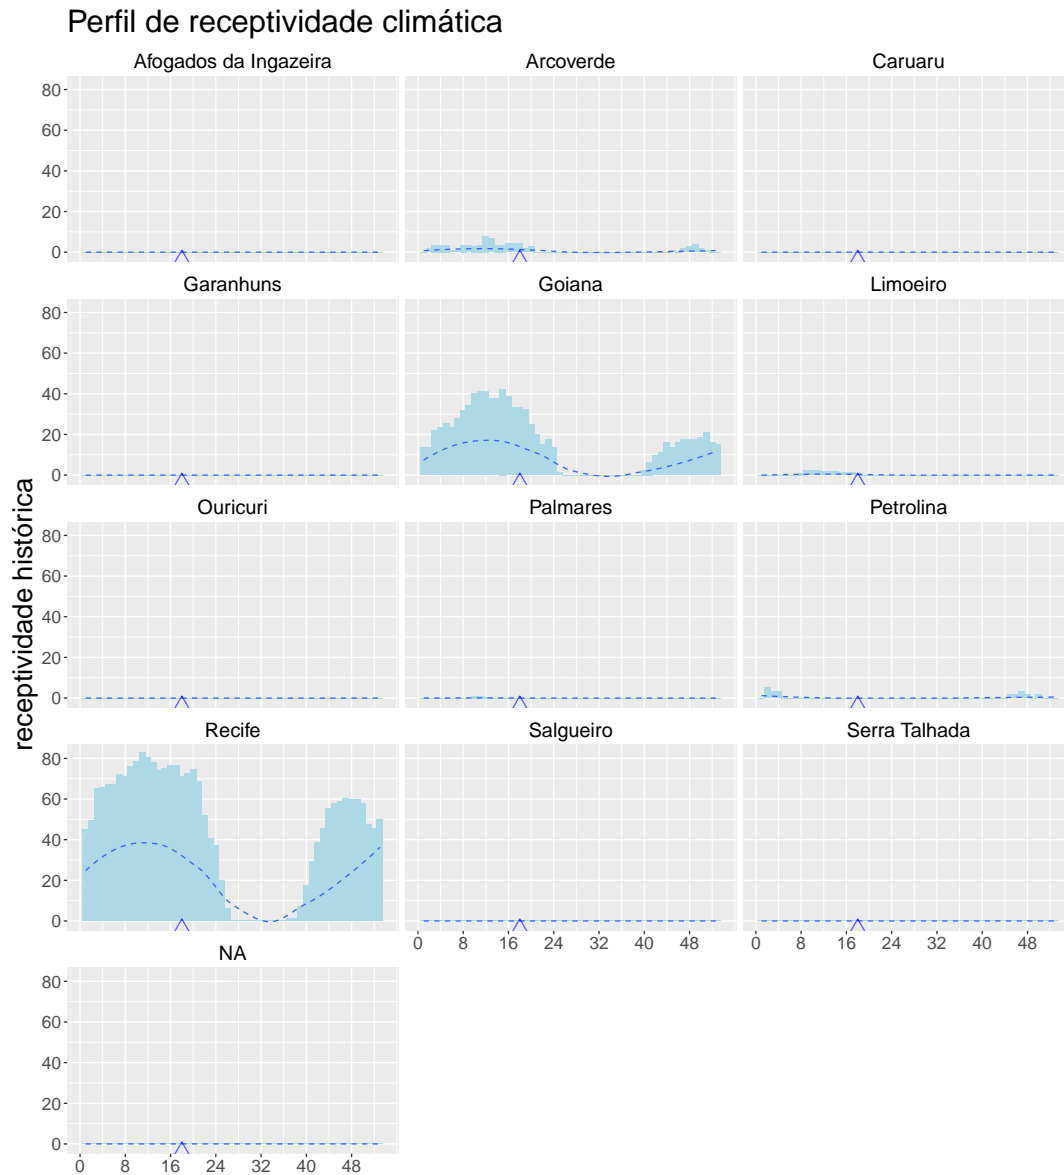 Perfil de receptividade climática
Afogados da Ingazeira
Arcoverde
Caruaru
80
60
40
20
0
Garanhuns
Goiana
Limoeiro
80
60
40
20
0
Ouricuri
Palmares
Petrolina
80
60
40
20
0
receptividade histórica
Recife
Salgueiro
Serra Talhada
80
60
40
20
0
0 8 16 24 32 40 48
0 8 16 24 32 40 48
NA
80
60
40
20
0
0 8 16 24 32 40 48